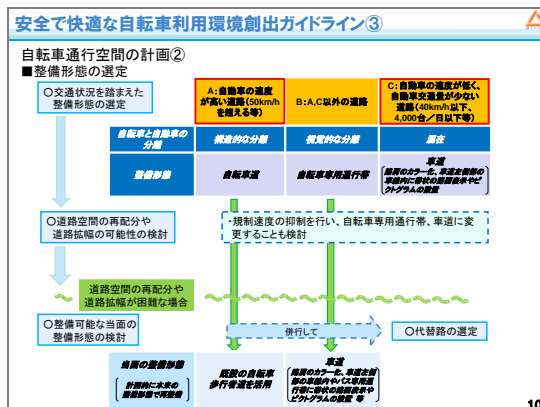 安全で快適な自転車利用環境創出ガイドライン③
自転車通行空間の計画②
■整備形態の選定
○交通状況を踏まえた
整備形態の選定
A:自動車の速度
が高い道路(50km/h
を超える等)
B:A,C以外の道路
C:自動車の速度が低く、
自動車交通量が少ない
道路(40km/h以下、
4,000台/日以下等)
自転車と自動車の
分離
構造的な分離
視覚的な分離
混在
整備形態
自転車道
自転車専用通行帯
車道
路面のカラー化、車道左側部の
車線内に帯状の路面表示やピ
クトグラムの設置
○道路空間の再配分や
道路拡幅の可能性の検討
・規制速度の抑制を行い、自転車専用通行帯、車道に変
更することも検討
道路空間の再配分や
道路拡幅が困難な場合
○整備可能な当面の
整備形態の検討
併行して
○代替路の選定
当面の整備形態
計画的に本来の
整備形態で再整備
既設の自転車
歩行者道を活用
車道
路面のカラー化、車道左側
部の車線内やバス専用通
行帯に帯状の路面表示や
ピクトグラムの設置 等
10